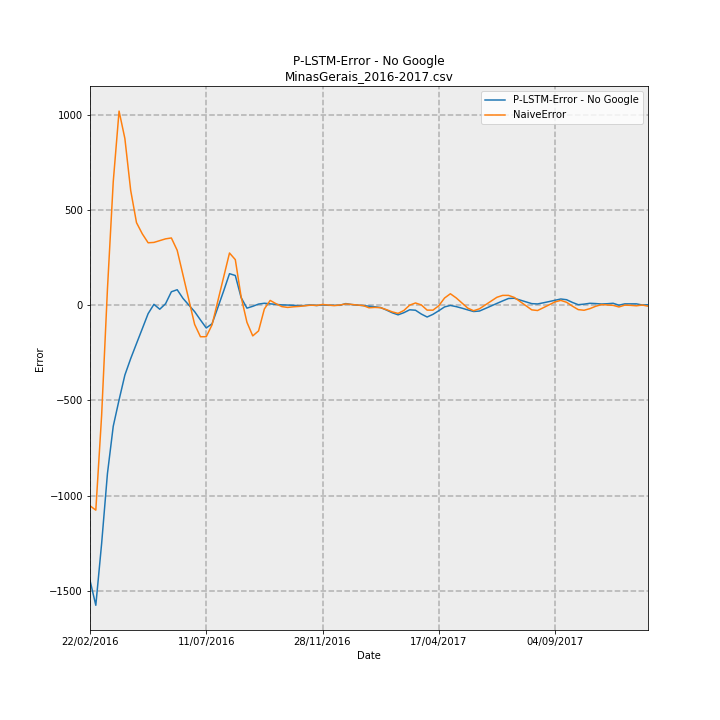 P-LSTM-Error - No Google
MinasGerais_2016-2017.csv
P-LSTM-Error - No Google
NaiveError
1000
500
0
−500
−1000
−1500
Error
22/02/2016
11/07/2016
28/11/2016
17/04/2017
04/09/2017
Date